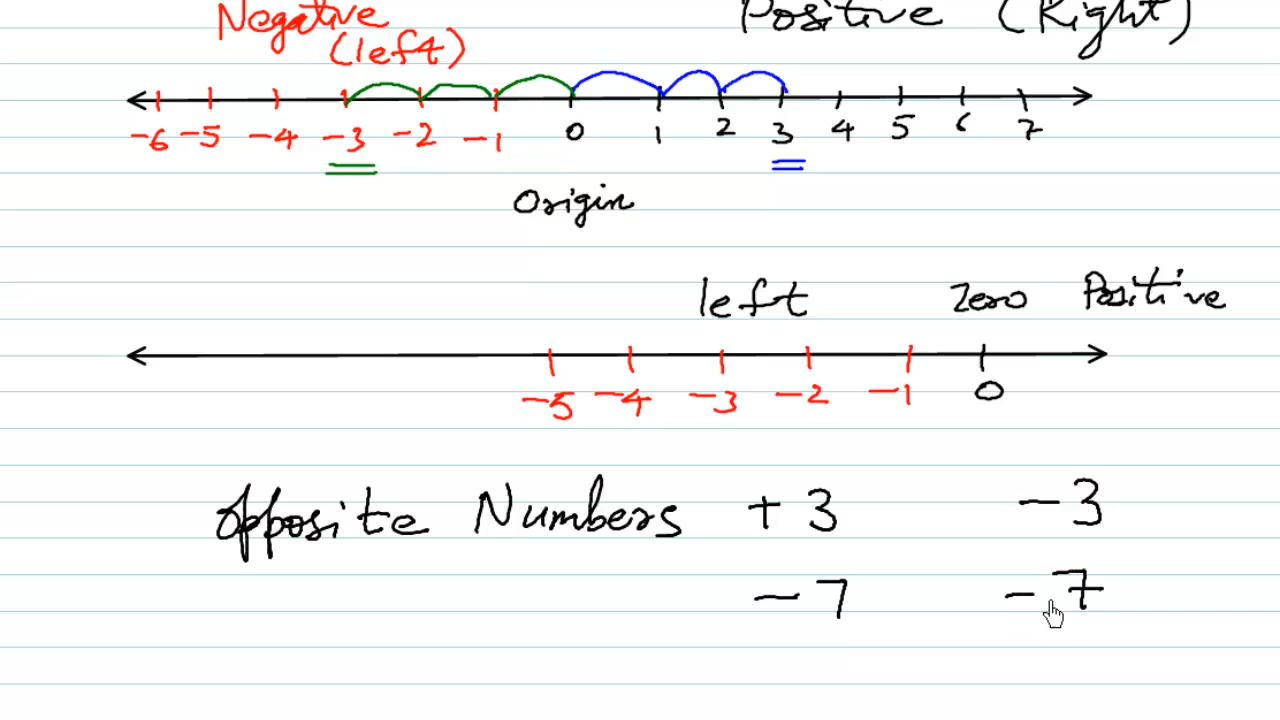 Negative Positive (Right)
(left)
-6 -5 -4 -3 -2 -1 0 1 2 3 4 5 6 7
Origin
left zero Positive
-5 -4 -3 -2 -1 0
Opposite Numbers +3 -3
-7 -7